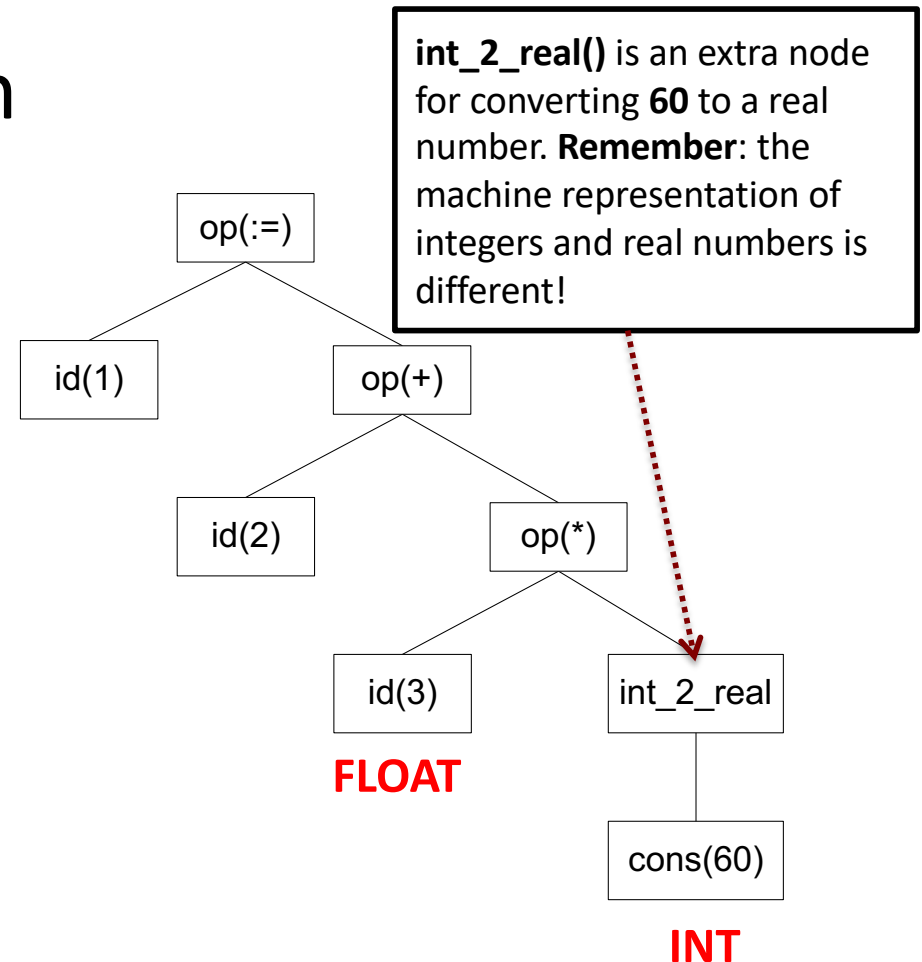 int_2_real() is an extra node
for converting 60 to a real
number. Remember: the
machine representation of
integers and real numbers is
different!
op(:=)
id(1)
op(+)
id(2)
op(*)
id(3)
int_2_real
FLOAT
cons(60)
INT